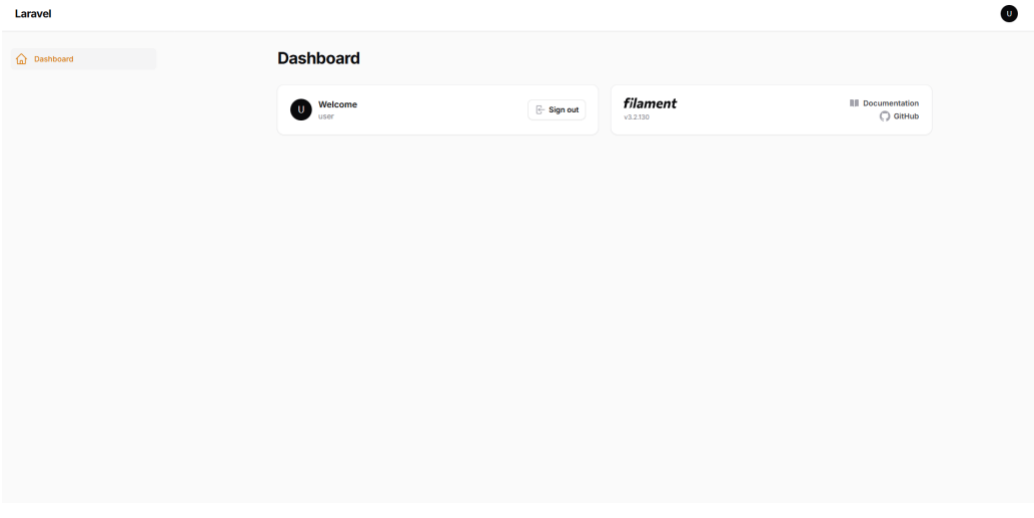 Laravel
U
Dashboard
Dashboard
U
Welcome
user
Sign out
filament
v3.2.130
Documentation
GitHub